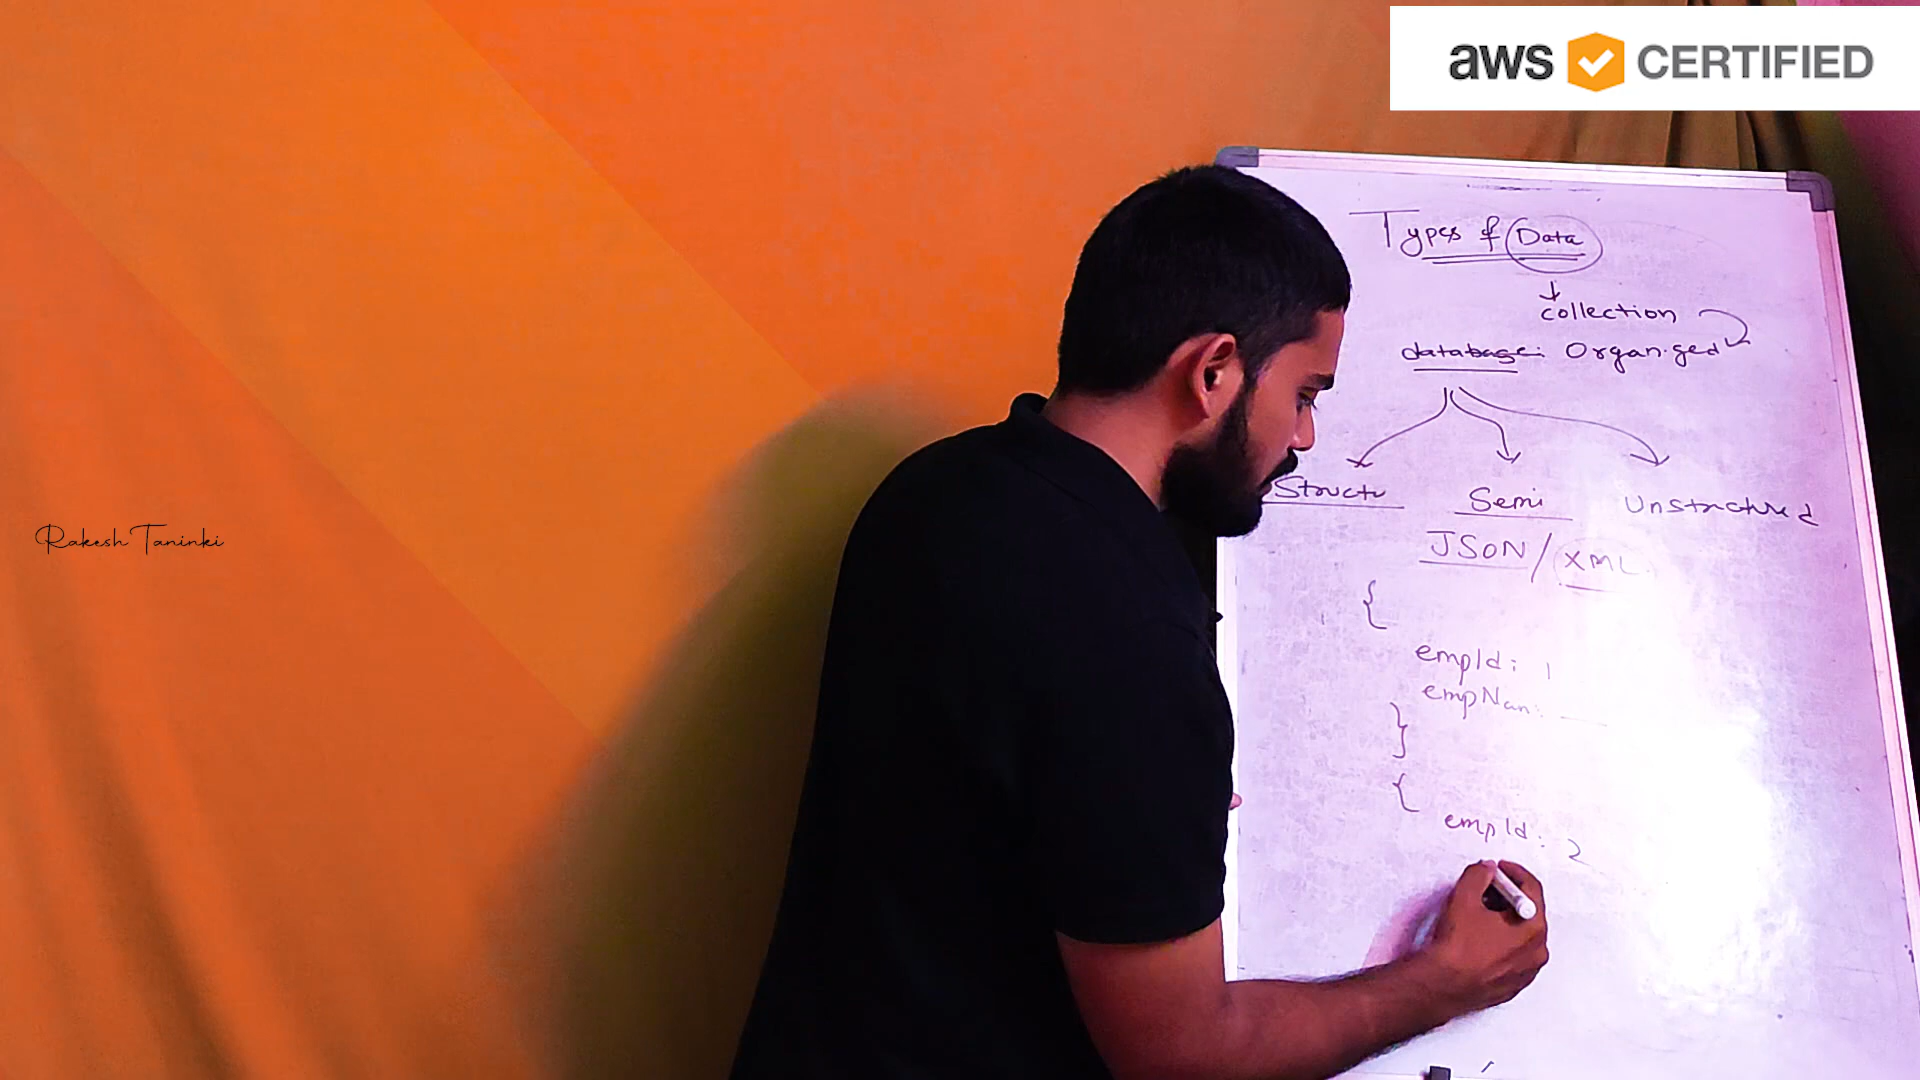 aws CERTIFIED
Types of Data
collection
database: Organized
Structu Semi Unstructured
JSON / XML
{
empId: 1
empNam:
}
{
empId: 2
Rakesh Taninki